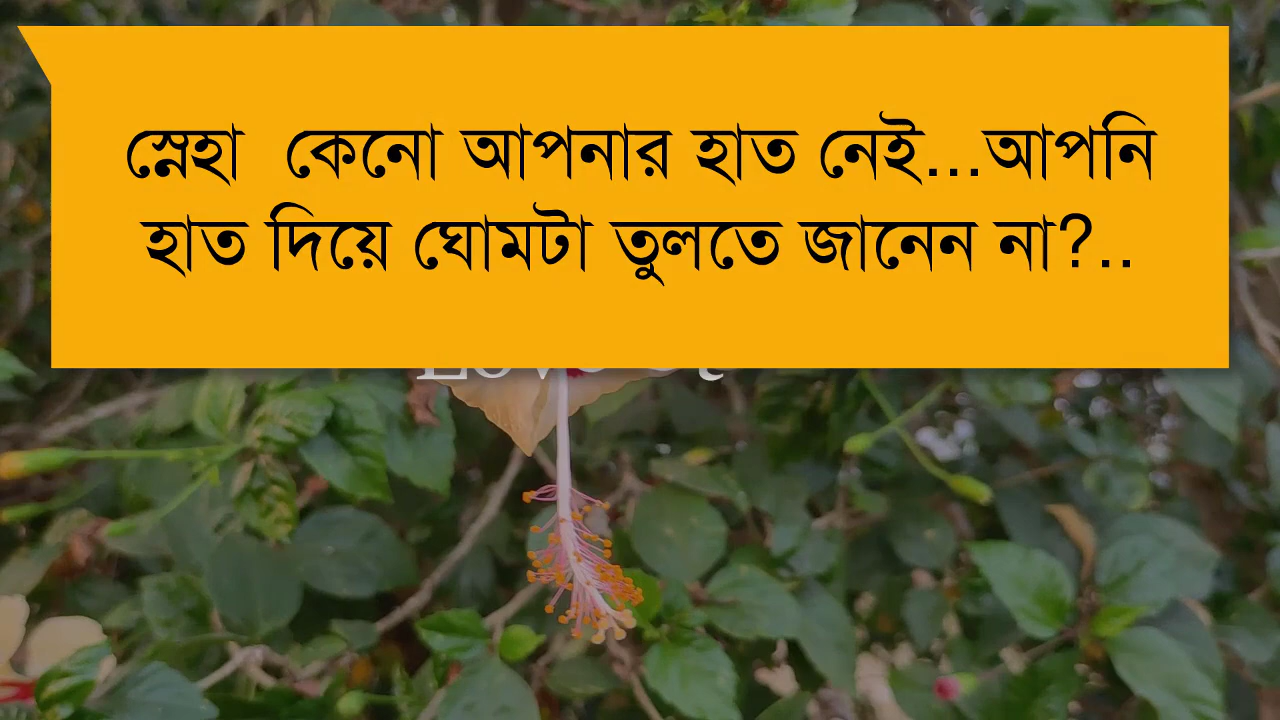 স্নেহা  কেনো আপনার হাত নেই...আপনি
হাত দিয়ে ঘোমটা তুলতে জানেন না?..